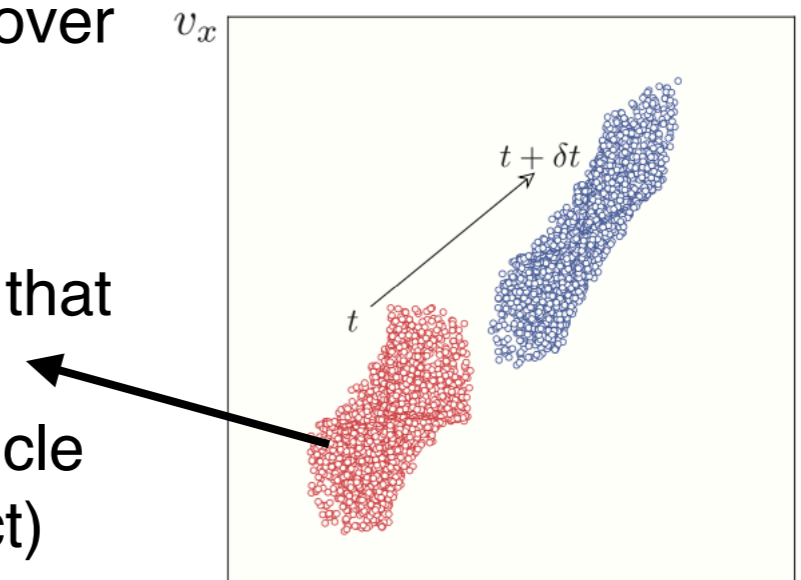 over
v_x
t + δt
that
t
cle
ct)